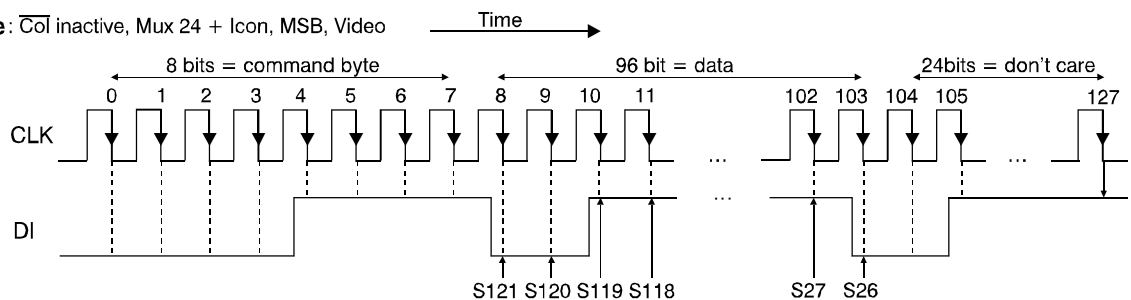 e: Col inactive, Mux 24 + Icon, MSB, Video Time
8 bits = command byte 96 bit = data 24bits = don't care
0 1 2 3 4 5 6 7 8 9 10 11 102 103 104 105 127
CLK ... ...
DI ...
S121 S120 S119 S118 S27 S26